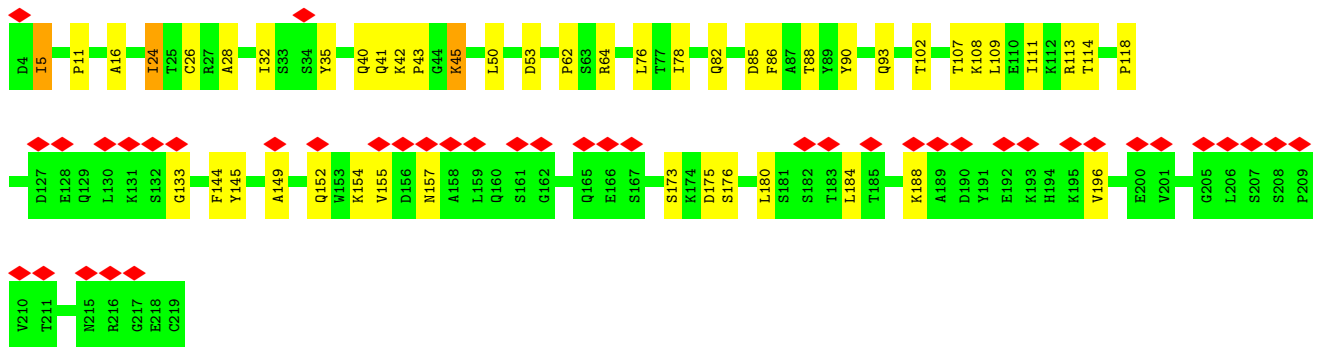 D4 I5 P11 A16 I24 T25 C26 R27 A28 I32 S33 S34 Y35 Q40 Q41 K42 P43 G44 K45 L50 D53 P62 S63 R64 L76 T77 I78 Q82 D85 F86 A87 T88 Y89 Y90 Q93 T102 T107 K108 L109 E110 I111 K112 R113 T114 P118
D127 E128 Q129 L130 K131 S132 G133 F144 Y145 A149 Q152 W153 K154 V155 D156 N157 A158 L159 Q160 S161 G162 Q165 E166 S167 S173 K174 D175 S176 L180 S181 S182 T183 L184 T185 K188 A189 D190 Y191 E192 K193 H194 K195 V196 E200 V201 G205 L206 S207 S208 P209
V210 T211 N215 R216 G217 E218 C219